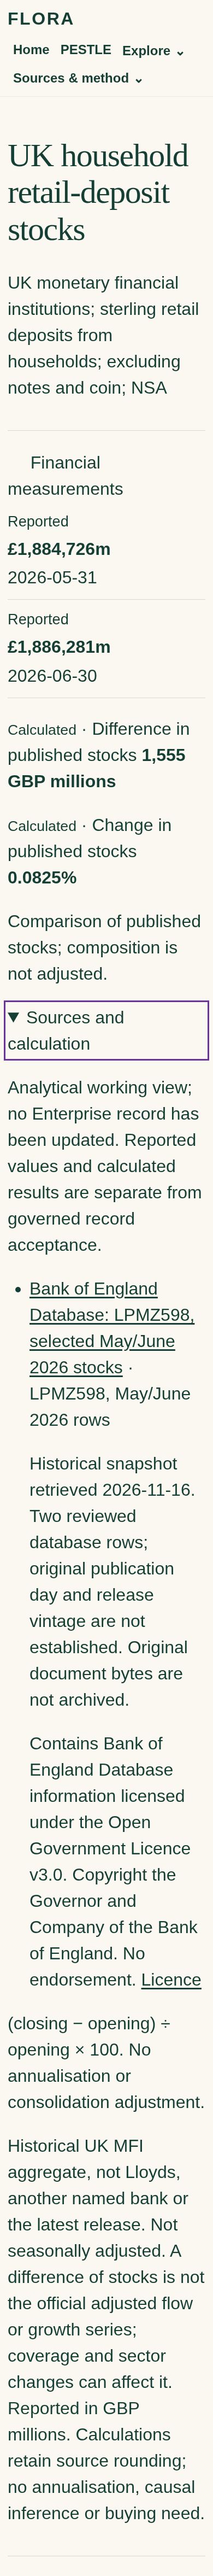 FLORA
Home PESTLE Explore ⌄
Sources & method ⌄
UK household
retail-deposit
stocks
UK monetary financial
institutions; sterling retail
deposits from
households; excluding
notes and coin; NSA
Financial
measurements
Reported
£1,884,726m
2026-05-31
Reported
£1,886,281m
2026-06-30
Calculated · Difference in
published stocks 1,555
GBP millions
Calculated · Change in
published stocks
0.0825%
Comparison of published
stocks; composition is
not adjusted.
▼ Sources and
calculation
Analytical working view;
no Enterprise record has
been updated. Reported
values and calculated
results are separate from
governed record
acceptance.
• Bank of England
Database: LPMZ598,
selected May/June
2026 stocks ·
LPMZ598, May/June
2026 rows
Historical snapshot
retrieved 2026-11-16.
Two reviewed
database rows;
original publication
day and release
vintage are not
established. Original
document bytes are
not archived.
Contains Bank of
England Database
information licensed
under the Open
Government Licence
v3.0. Copyright the
Governor and
Company of the Bank
of England. No
endorsement. Licence
(closing − opening) ÷
opening × 100. No
annualisation or
consolidation adjustment.
Historical UK MFI
aggregate, not Lloyds,
another named bank or
the latest release. Not
seasonally adjusted. A
difference of stocks is not
the official adjusted flow
or growth series;
coverage and sector
changes can affect it.
Reported in GBP
millions. Calculations
retain source rounding;
no annualisation, causal
inference or buying need.